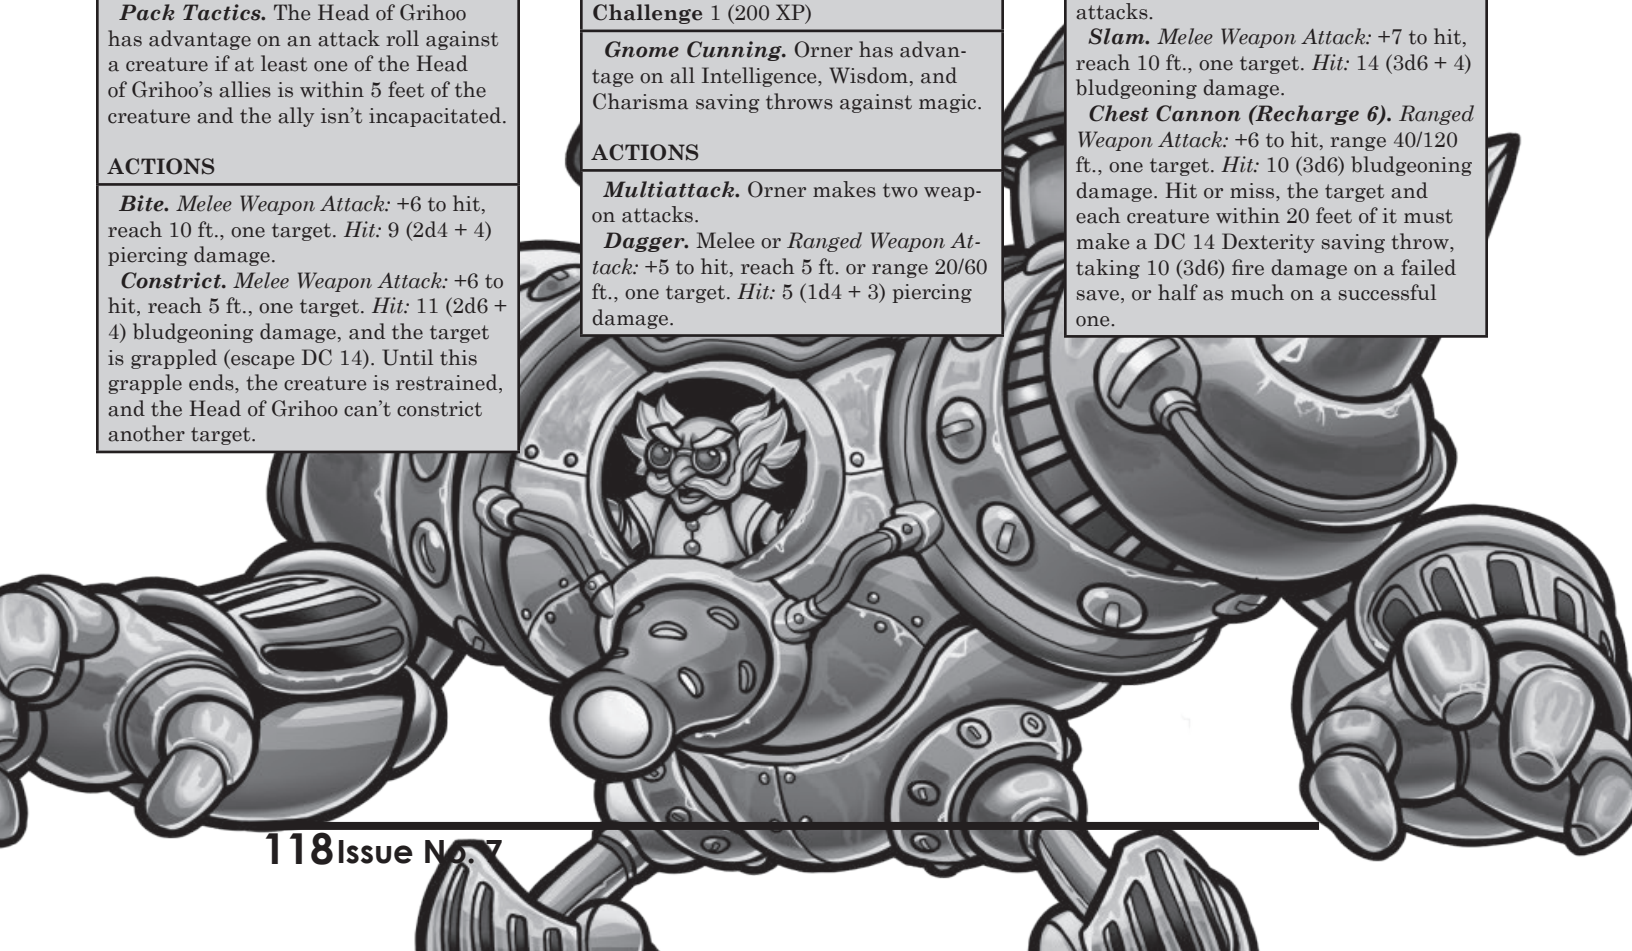 Pack Tactics. The Head of Grihoo
has advantage on an attack roll against
a creature if at least one of the Head
of Grihoo’s allies is within 5 feet of the
creature and the ally isn’t incapacitated.
ACTIONS
Bite. Melee Weapon Attack: +6 to hit,
reach 10 ft., one target. Hit: 9 (2d4 + 4)
piercing damage.
Constrict. Melee Weapon Attack: +6 to
hit, reach 5 ft., one target. Hit: 11 (2d6 +
4) bludgeoning damage, and the target
is grappled (escape DC 14). Until this
grapple ends, the creature is restrained,
and the Head of Grihoo can’t constrict
another target.
Challenge 1 (200 XP)
Gnome Cunning. Orner has advan-
tage on all Intelligence, Wisdom, and
Charisma saving throws against magic.
ACTIONS
Multiattack. Orner makes two weap-
on attacks.
Dagger. Melee or Ranged Weapon At-
tack: +5 to hit, reach 5 ft. or range 20/60
ft., one target. Hit: 5 (1d4 + 3) piercing
damage.
attacks.
Slam. Melee Weapon Attack: +7 to hit,
reach 10 ft., one target. Hit: 14 (3d6 + 4)
bludgeoning damage.
Chest Cannon (Recharge 6). Ranged
Weapon Attack: +6 to hit, range 40/120
ft., one target. Hit: 10 (3d6) bludgeoning
damage. Hit or miss, the target and
each creature within 20 feet of it must
make a DC 14 Dexterity saving throw,
taking 10 (3d6) fire damage on a failed
save, or half as much on a successful
one.
118 Issue No. 7